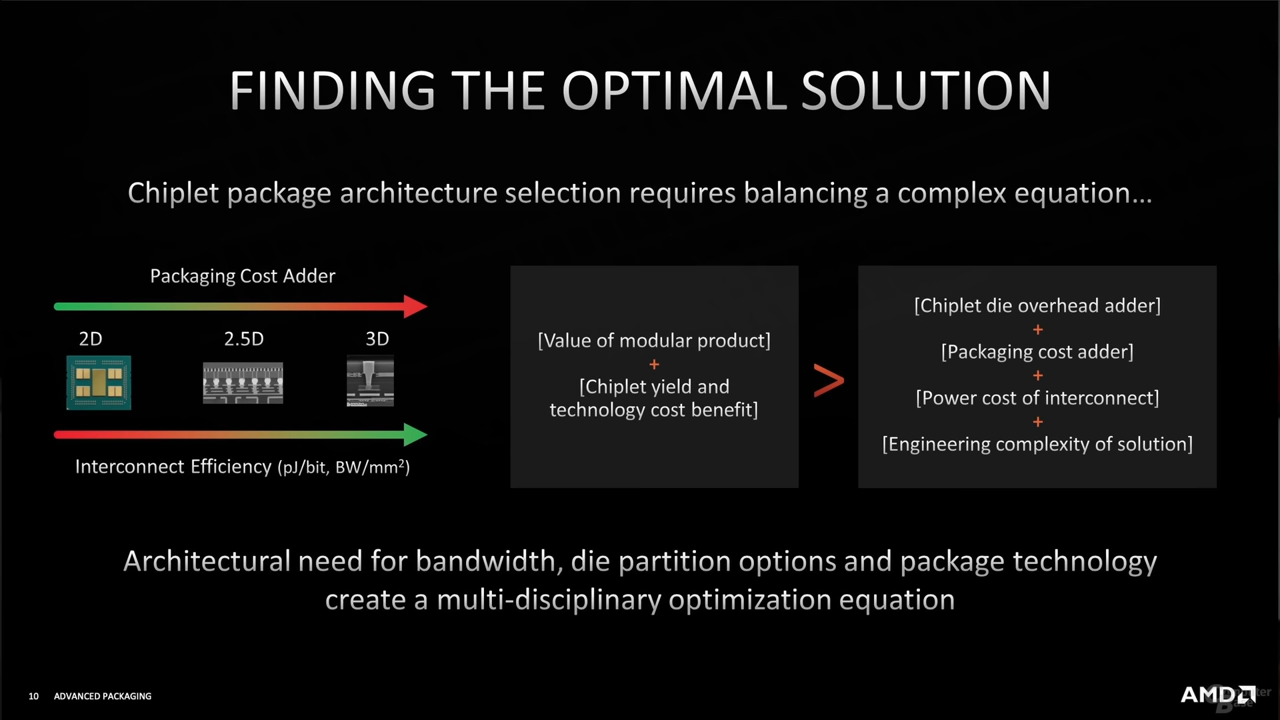 FINDING THE OPTIMAL SOLUTION
Chiplet package architecture selection requires balancing a complex equation…
Packaging Cost Adder
2D
2.5D
3D
Interconnect Efficiency (pJ/bit, BW/mm²)
[Value of modular product]
+
[Chiplet yield and
technology cost benefit]
>
[Chiplet die overhead adder]
+
[Packaging cost adder]
+
[Power cost of interconnect]
+
[Engineering complexity of solution]
Architectural need for bandwidth, die partition options and package technology
create a multi-disciplinary optimization equation
10 ADVANCED PACKAGING
AMD